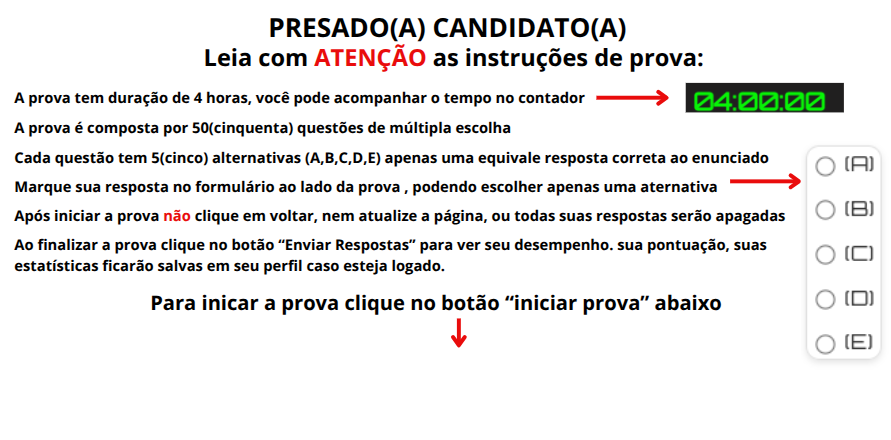 PRESADO(A) CANDIDATO(A)
Leia com ATENÇÃO as instruções de prova:
A prova tem duração de 4 horas, você pode acompanhar o tempo no contador
04:00:00
A prova é composta por 50(cinquenta) questões de múltipla escolha
Cada questão tem 5(cinco) alternativas (A,B,C,D,E) apenas uma equivale resposta correta ao enunciado
Marque sua resposta no formulário ao lado da prova , podendo escolher apenas uma aternativa
Após iniciar a prova não clique em voltar, nem atualize a página, ou todas suas respostas serão apagadas
Ao finalizar a prova clique no botão “Enviar Respostas” para ver seu desempenho. sua pontuação, suas
estatísticas ficarão salvas em seu perfil caso esteja logado.
(A)
(B)
(C)
(D)
(E)
Para inicar a prova clique no botão “iniciar prova” abaixo